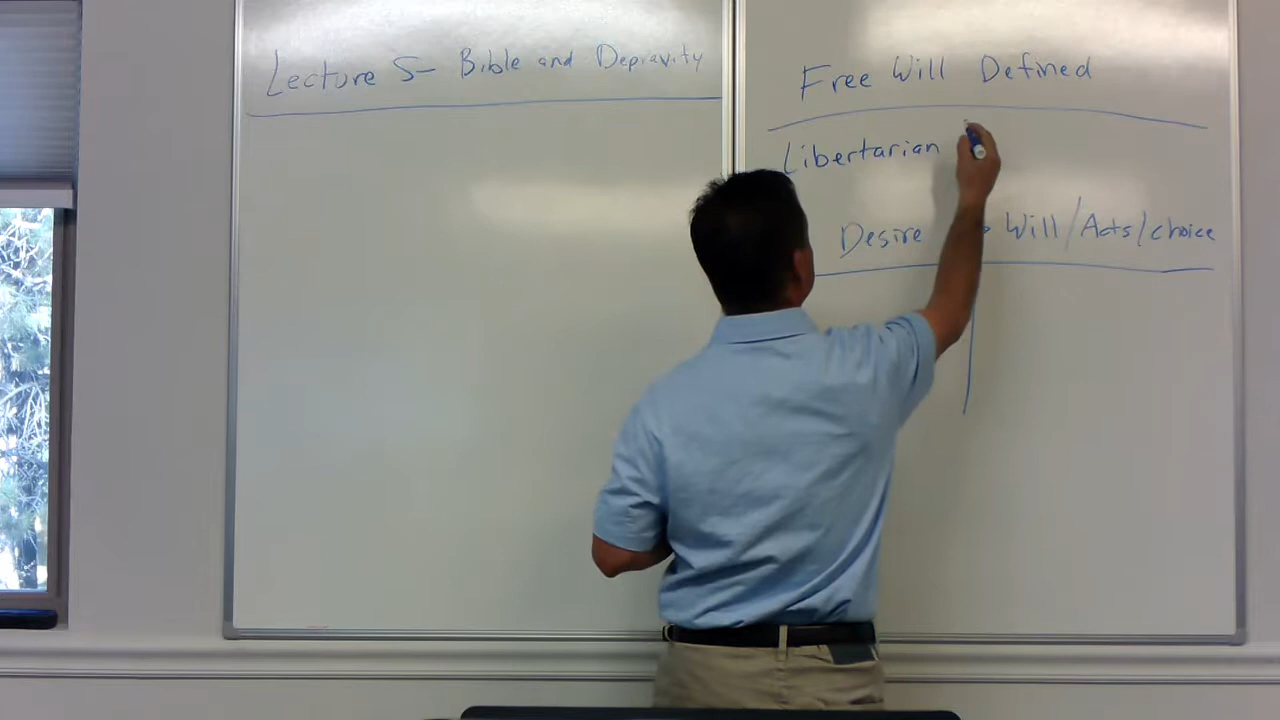 Lecture 5- Bible and Depravity
Free Will Defined
Libertarian
Desire Will/Acts/choice